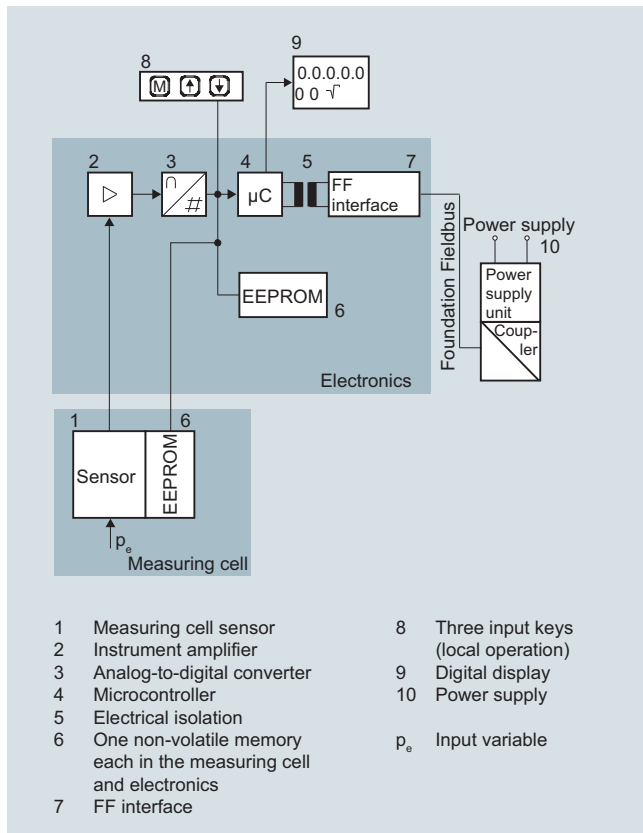 8
9
M
0.0.0.0.0
0 0 √
2
3
4
5
7
∩
#
µC
FF
interface
Foundation Fieldbus
Power supply
10
Power
supply
unit
Coup-
ler
EEPROM
6
Electronics
1
6
Sensor
EEPROM
pₑ
Measuring cell
1 Measuring cell sensor
2 Instrument amplifier
3 Analog-to-digital converter
4 Microcontroller
5 Electrical isolation
6 One non-volatile memory
each in the measuring cell
and electronics
7 FF interface
8 Three input keys
(local operation)
9 Digital display
10 Power supply
pₑ Input variable